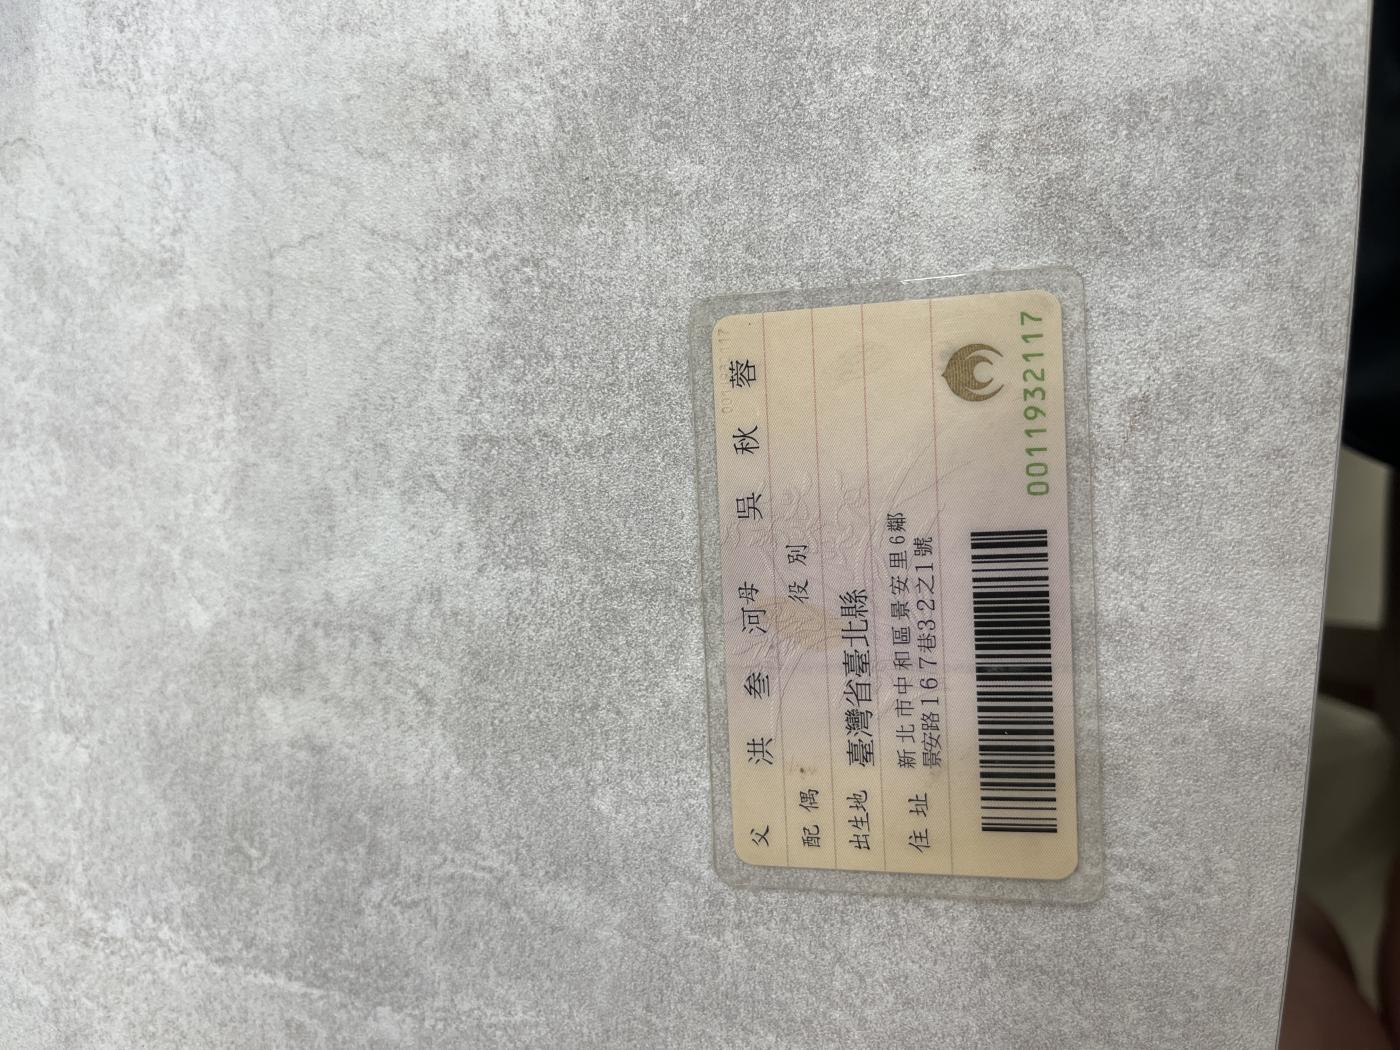 父 洪叁河 母 吳秋蓉
配偶 役別
出生地 臺灣省臺北縣
住址 新北市中和區景安里6鄰
景安路167巷32之1號
0011932117